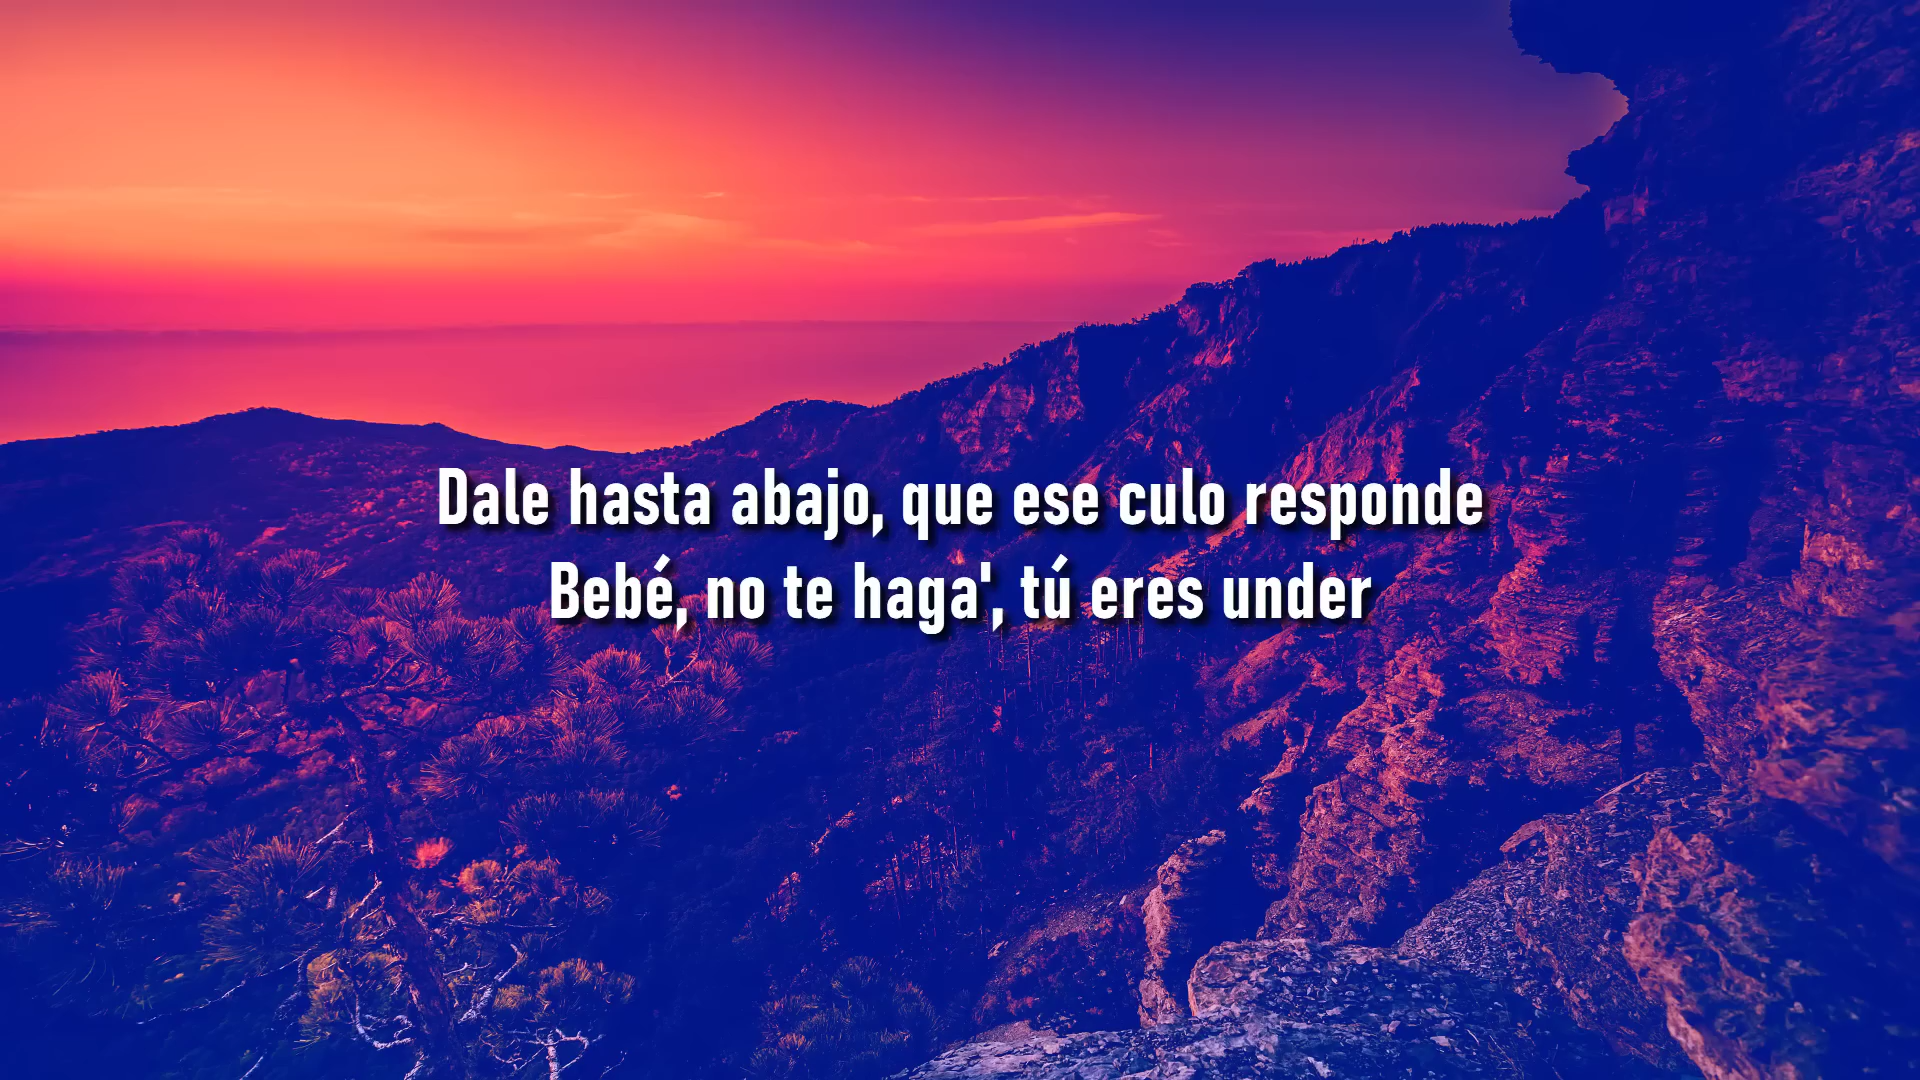 Dale hasta abajo, que ese culo responde
Bebé, no te haga', tú eres under